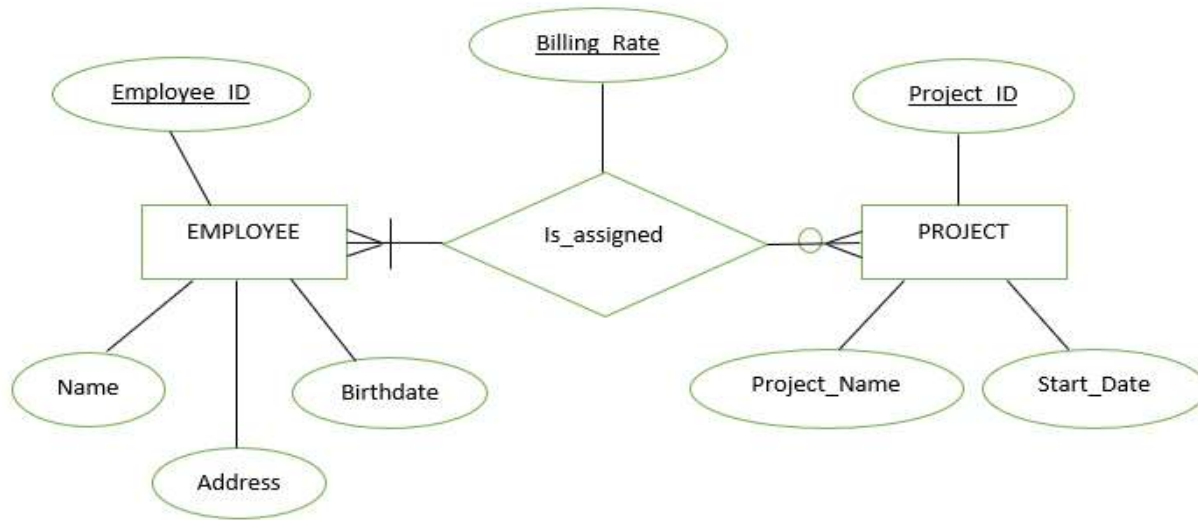 Billing_Rate
Employee_ID
Project_ID
EMPLOYEE
Is_assigned
PROJECT
Name
Birthdate
Project_Name
Start_Date
Address